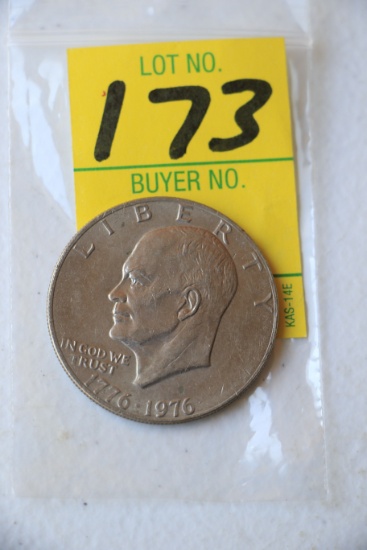 LOT NO.
173
BUYER NO.
KAS-14E
LIBERTY
IN GOD WE
TRUST
1776-1976